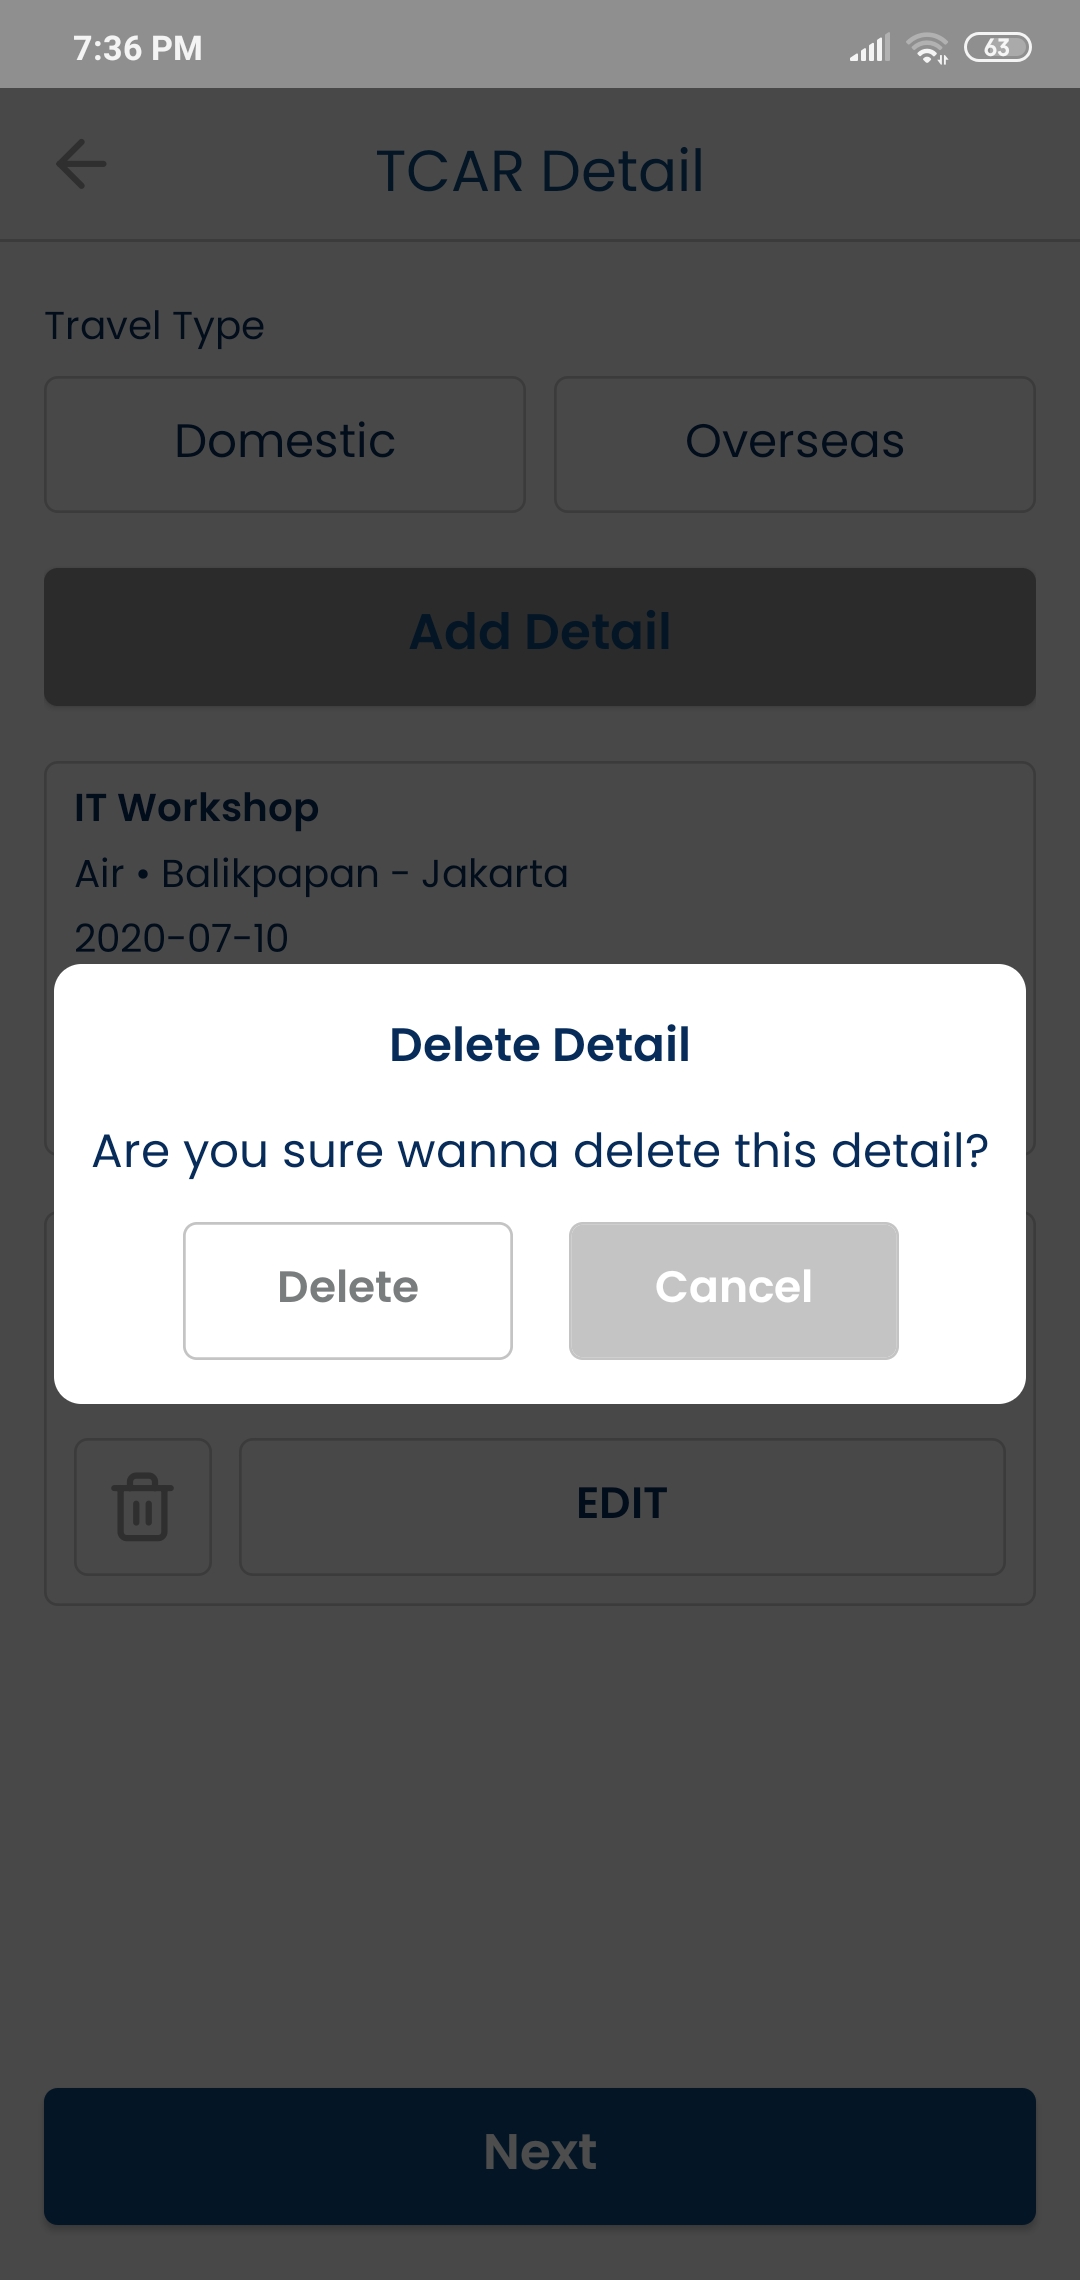 7:36 PM
63
TCAR Detail
Travel Type
Domestic
Overseas
Add Detail
IT Workshop
Air • Balikpapan - Jakarta
2020-07-10
Delete Detail
Are you sure wanna delete this detail?
Delete
Cancel
EDIT
Next